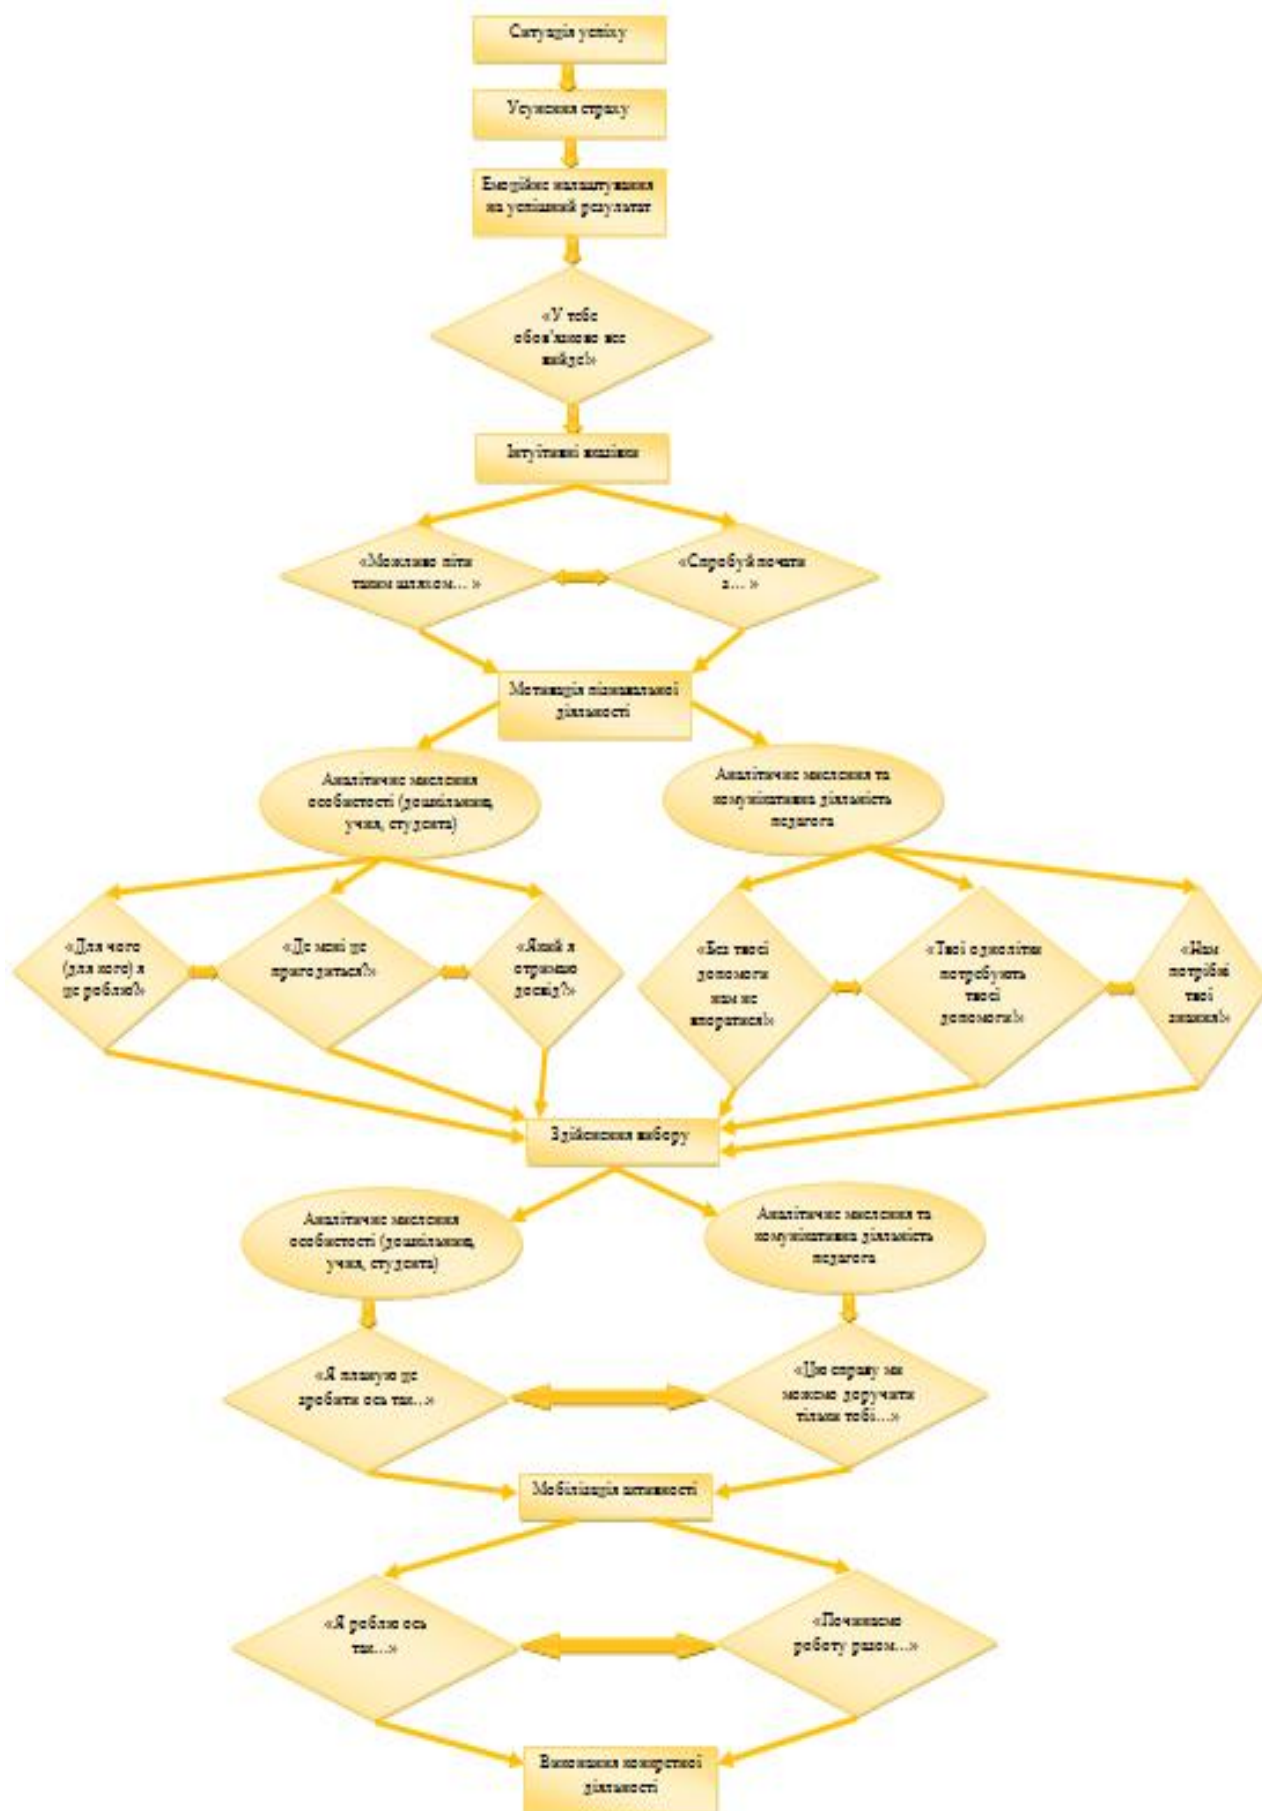 Ситуація успіху
Усунення страху
Емоційне налаштування
на успішний результат
«У тебе
обов'язково все
вийде!»
Інтуїтивні вказівки
«Можливо піти
таким шляхом... »
«Спробуй почати
з... »
Мотивація пізнавальної
діяльності
Аналітичне мислення
особистості (дошкільника,
учня, студента)
Аналітичне мислення та
комунікативна діяльність
педагога
«Для чого
(для кого) я
це роблю?»
«Де мені це
пригодиться?»
«Який я
отримаю
досвід?»
«Без твоєї
допомоги
нам не
впоратися!»
«Твої однолітки
потребують
твоєї
допомоги!»
«Нам
потрібні
твої
знання!»
Здійснення вибору
Аналітичне мислення
особистості (дошкільника,
учня, студента)
Аналітичне мислення та
комунікативна діяльність
педагога
«Я планую це
зробити ось так...»
«Цю справу ми
можемо доручити
тільки тобі...»
Мобілізація активності
«Я роблю ось
так...»
«Починаємо
роботу разом...»
Виконання конкретної
діяльності